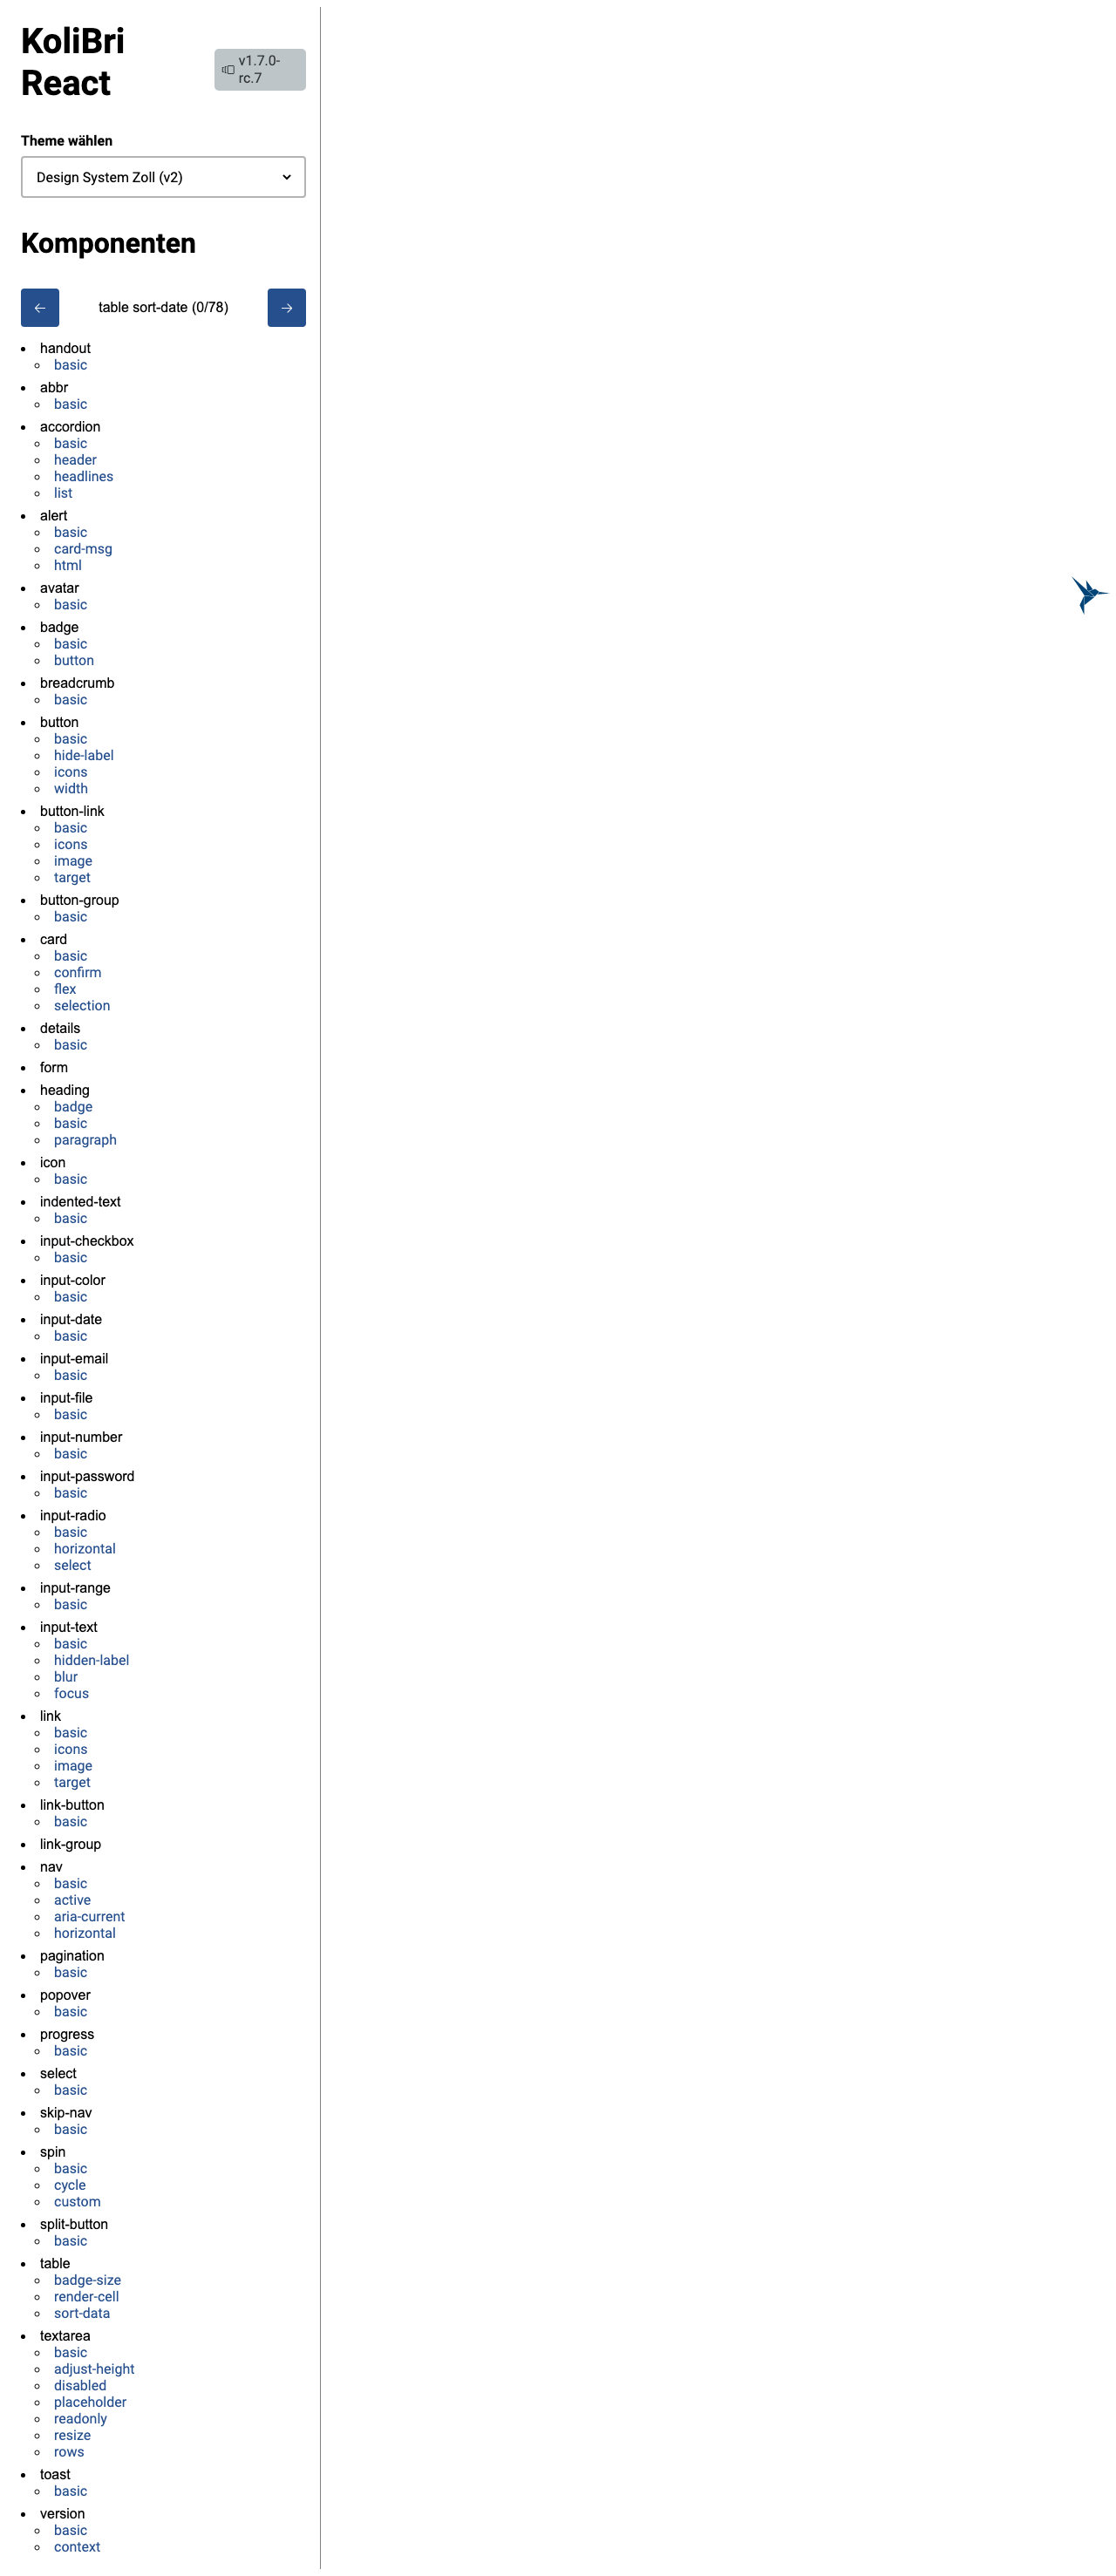 KoliBri
React
v1.7.0-
rc.7
Theme wählen
Design System Zoll (v2)
Komponenten
table sort-date (0/78)
handout
basic
abbr
basic
accordion
basic
header
headlines
list
alert
basic
card-msg
html
avatar
basic
badge
basic
button
breadcrumb
basic
button
basic
hide-label
icons
width
button-link
basic
icons
image
target
button-group
basic
card
basic
confirm
flex
selection
details
basic
form
heading
badge
basic
paragraph
icon
basic
indented-text
basic
input-checkbox
basic
input-color
basic
input-date
basic
input-email
basic
input-file
basic
input-number
basic
input-password
basic
input-radio
basic
horizontal
select
input-range
basic
input-text
basic
hidden-label
blur
focus
link
basic
icons
image
target
link-button
basic
link-group
nav
basic
active
aria-current
horizontal
pagination
basic
popover
basic
progress
basic
select
basic
skip-nav
basic
spin
basic
cycle
custom
split-button
basic
table
badge-size
render-cell
sort-data
textarea
basic
adjust-height
disabled
placeholder
readonly
resize
rows
toast
basic
version
basic
context